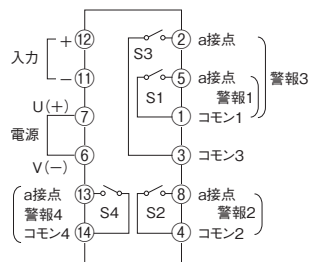 入力
+ ⑫
− ⑪
U(+) ⑦
電源
V(−) ⑥
⑬ a接点
警報4
⑭ コモン4
S3
S1
S4
S2
② a接点
⑤ a接点
警報1
① コモン1
警報3
③ コモン3
⑧ a接点
警報2
④ コモン2